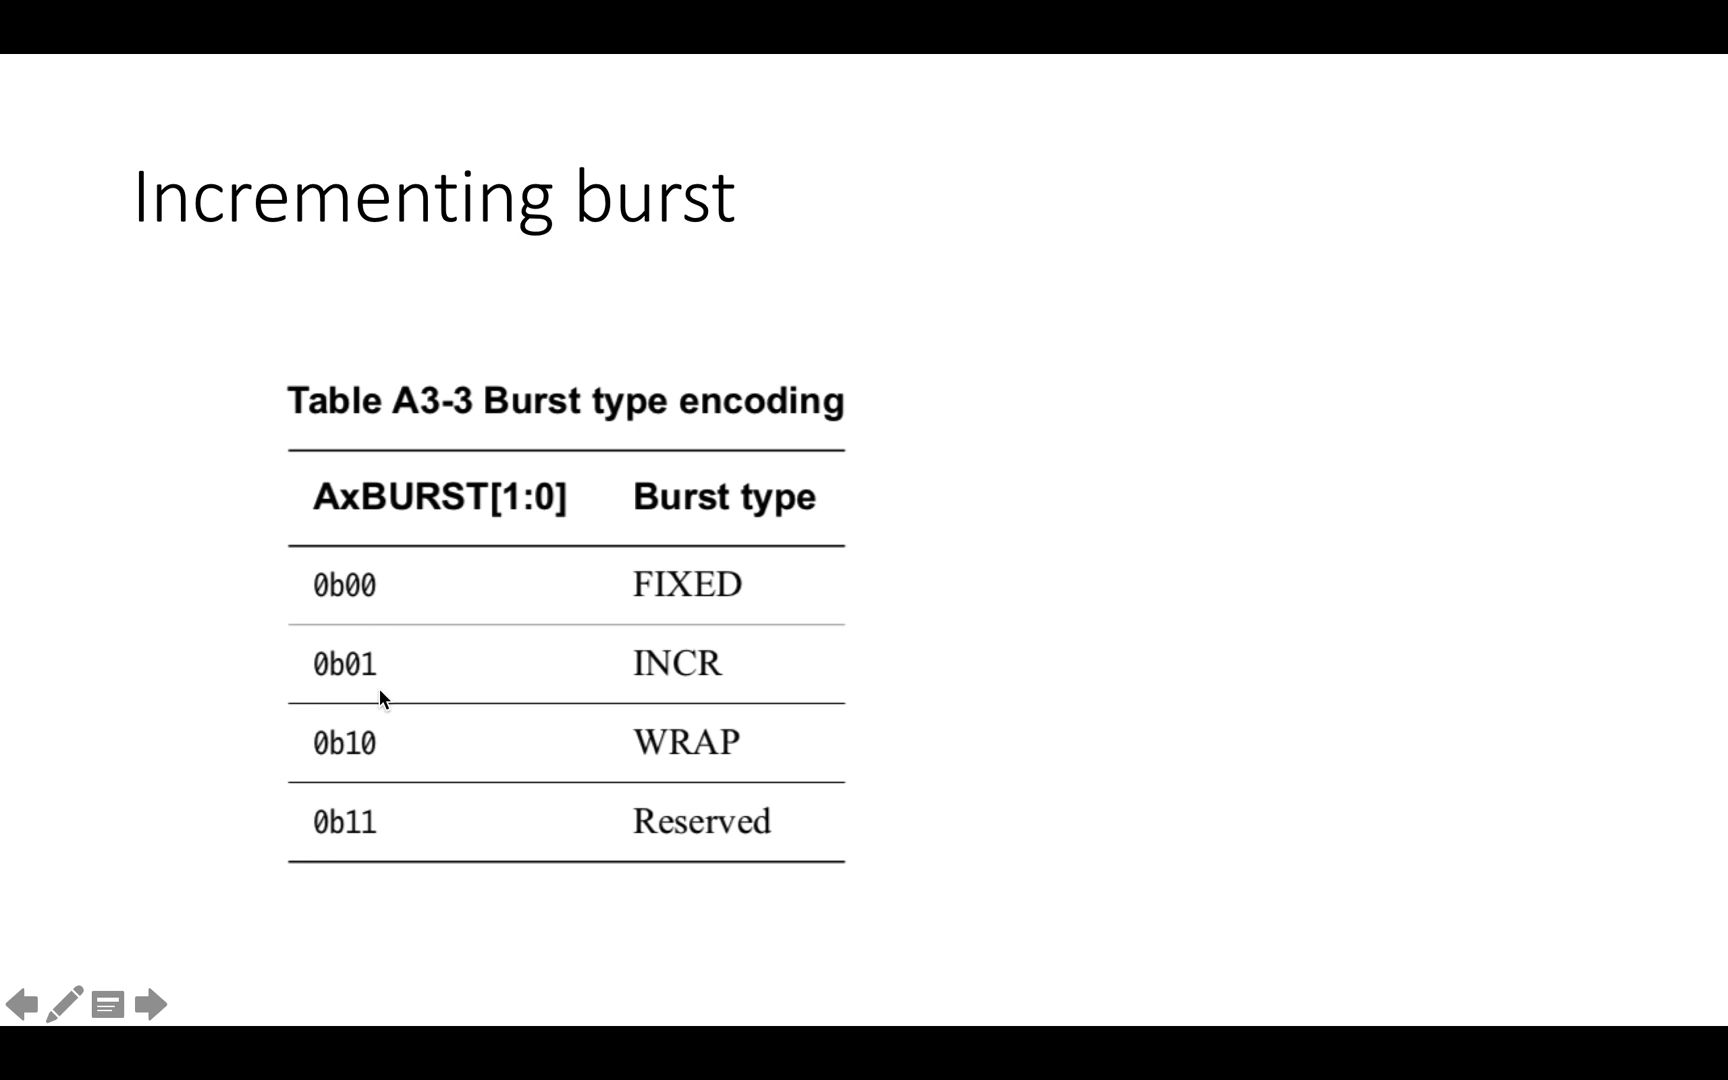 Incrementing burst
Table A3-3 Burst type encoding
AxBURST[1:0] Burst type
0b00 FIXED
0b01 INCR
0b10 WRAP
0b11 Reserved